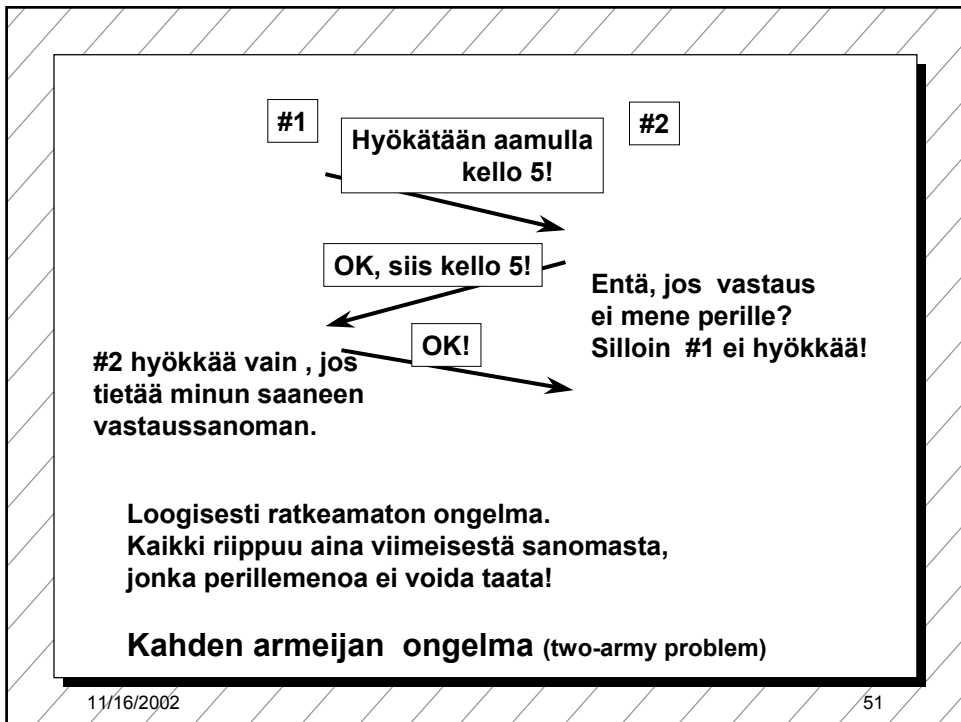 #1
#2
Hyökätään aamulla
kello 5!
OK, siis kello 5!
Entä, jos vastaus
ei mene perille?
Silloin #1 ei hyökkää!
OK!
#2 hyökkää vain , jos
tietää minun saaneen
vastaussanoman.
Loogisesti ratkeamaton ongelma.
Kaikki riippuu aina viimeisestä sanomasta,
jonka perillemenoa ei voida taata!
Kahden armeijan ongelma (two-army problem)
11/16/2002
51